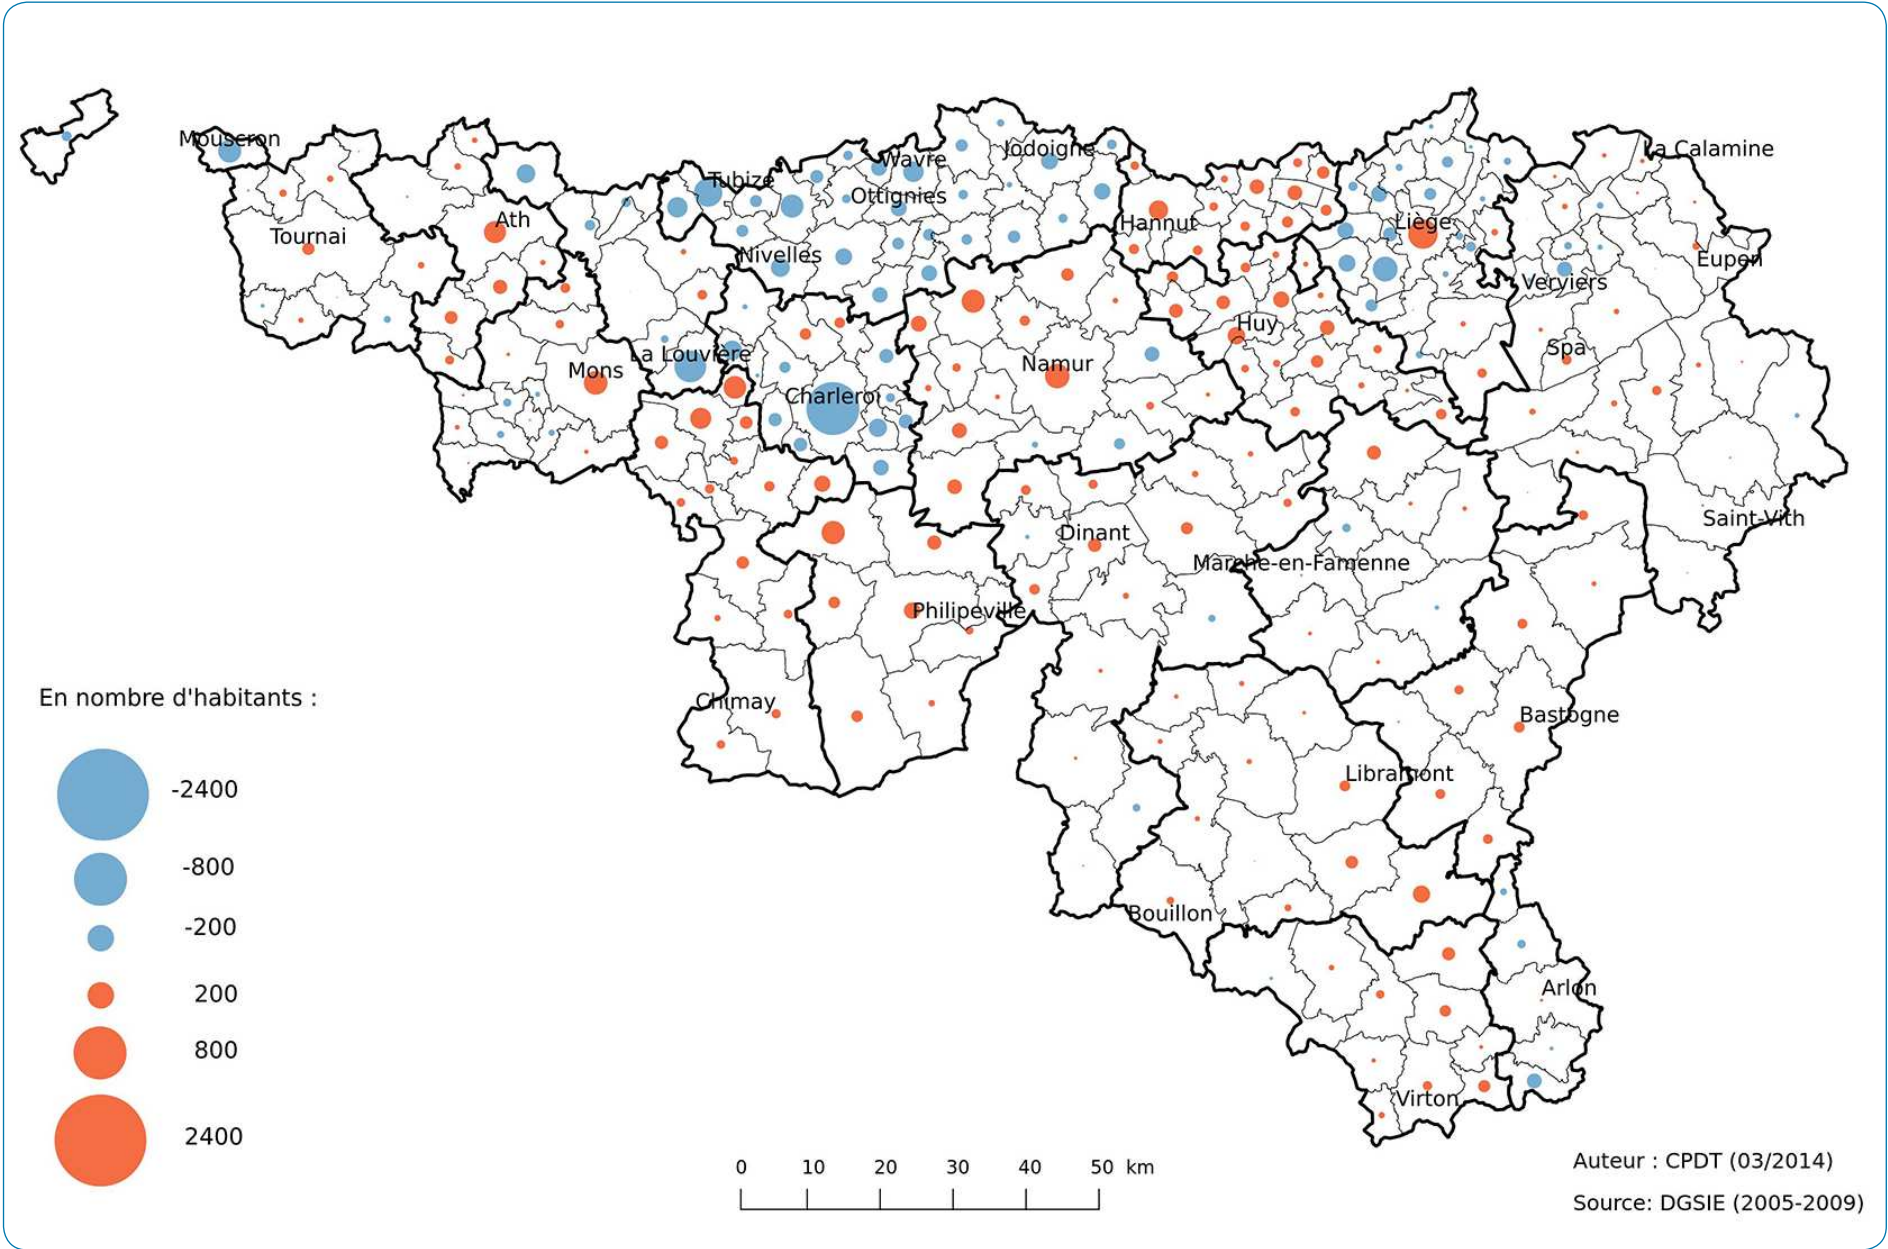 Mouscron
Jodoigne
La Calamine
Wavre
Tubize
Ottignies
Ath
Hannut
Liège
Tournai
Nivelles
Eupen
Verviers
Huy
Spa
La Louvière
Namur
Mons
Charleroi
Saint-Vith
Dinant
Marche-en-Famenne
Philipeville
En nombre d'habitants :
Chimay
Bastogne
Libramont
-2400
-800
Bouillon
-200
200
Arlon
800
Virton
2400
0 10 20 30 40 50 km
Auteur : CPDT (03/2014)
Source: DGSIE (2005-2009)